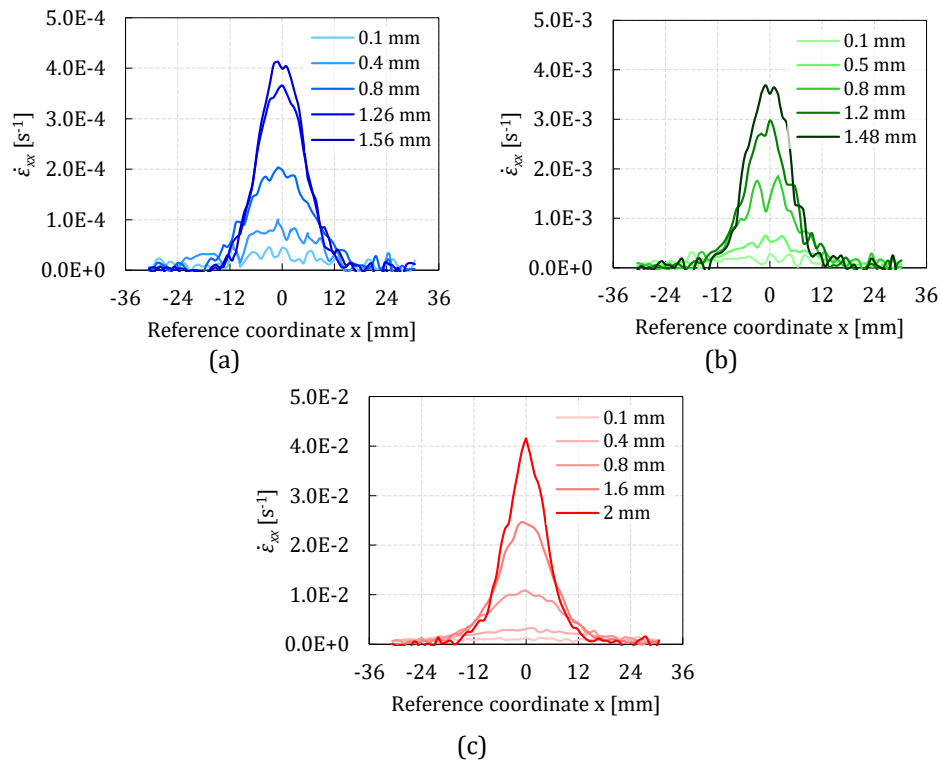 5.0E-4
4.0E-4
3.0E-4
2.0E-4
1.0E-4
0.0E+0
ε̇xx [s-1]
-36 -24 -12 0 12 24 36
Reference coordinate x [mm]
0.1 mm
0.4 mm
0.8 mm
1.26 mm
1.56 mm
(a)
5.0E-3
4.0E-3
3.0E-3
2.0E-3
1.0E-3
0.0E+0
ε̇xx [s-1]
-36 -24 -12 0 12 24 36
Reference coordinate x [mm]
0.1 mm
0.5 mm
0.8 mm
1.2 mm
1.48 mm
(b)
5.0E-2
4.0E-2
3.0E-2
2.0E-2
1.0E-2
0.0E+0
ε̇xx [s-1]
-36 -24 -12 0 12 24 36
Reference coordinate x [mm]
0.1 mm
0.4 mm
0.8 mm
1.6 mm
2 mm
(c)